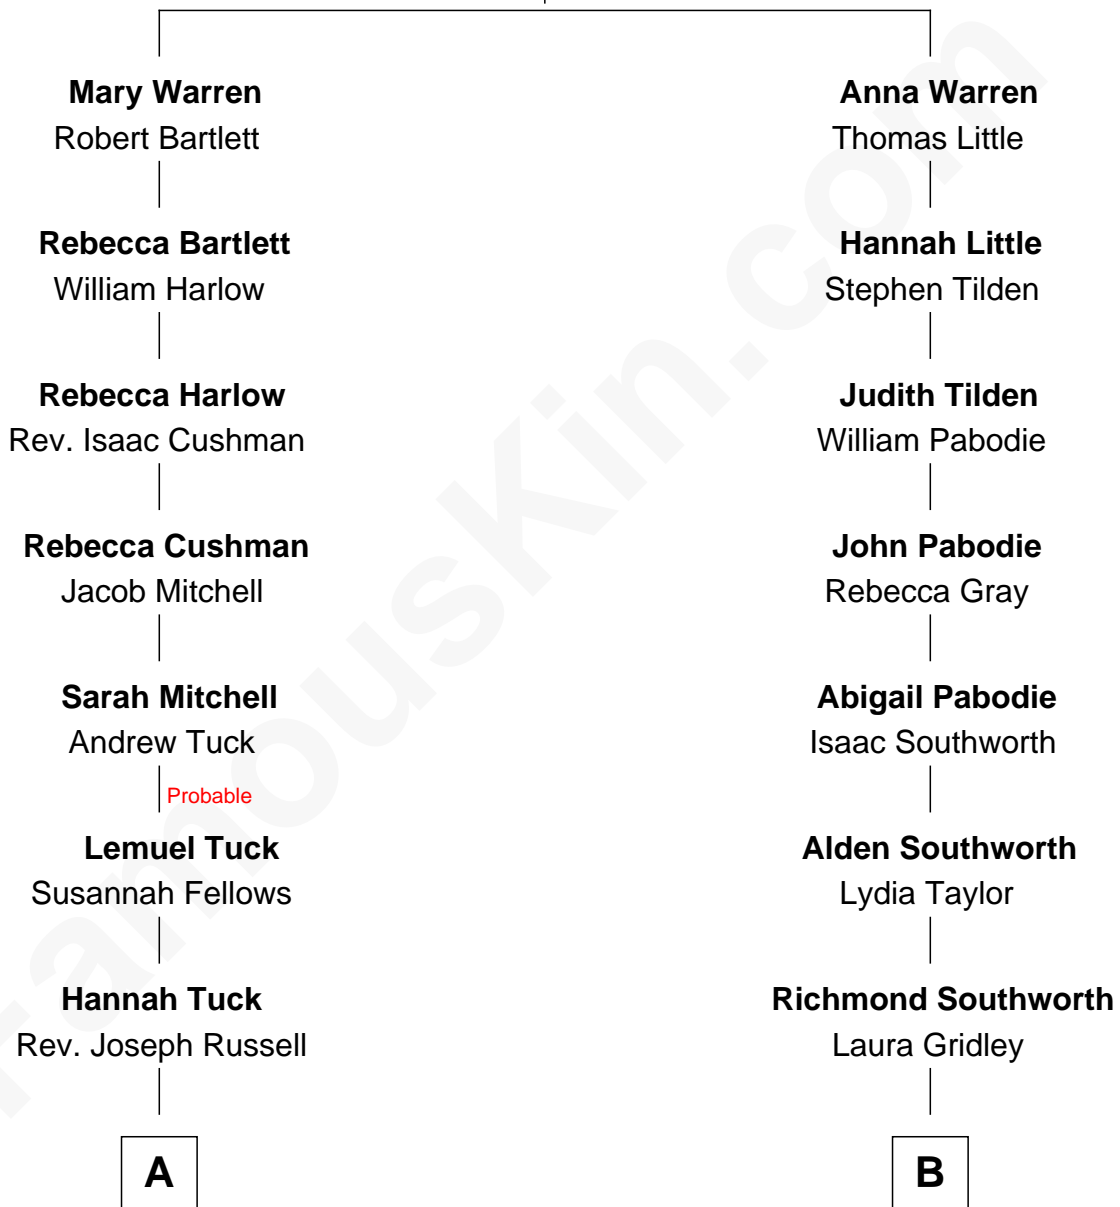 Mary Warren
Robert Bartlett
Rebecca Bartlett
William Harlow
Rebecca Harlow
Rev. Isaac Cushman
Rebecca Cushman
Jacob Mitchell
Sarah Mitchell
Andrew Tuck
Probable
Lemuel Tuck
Susannah Fellows
Hannah Tuck
Rev. Joseph Russell
A
Anna Warren
Thomas Little
Hannah Little
Stephen Tilden
Judith Tilden
William Pabodie
John Pabodie
Rebecca Gray
Abigail Pabodie
Isaac Southworth
Alden Southworth
Lydia Taylor
Richmond Southworth
Laura Gridley
B
FamousKin.com